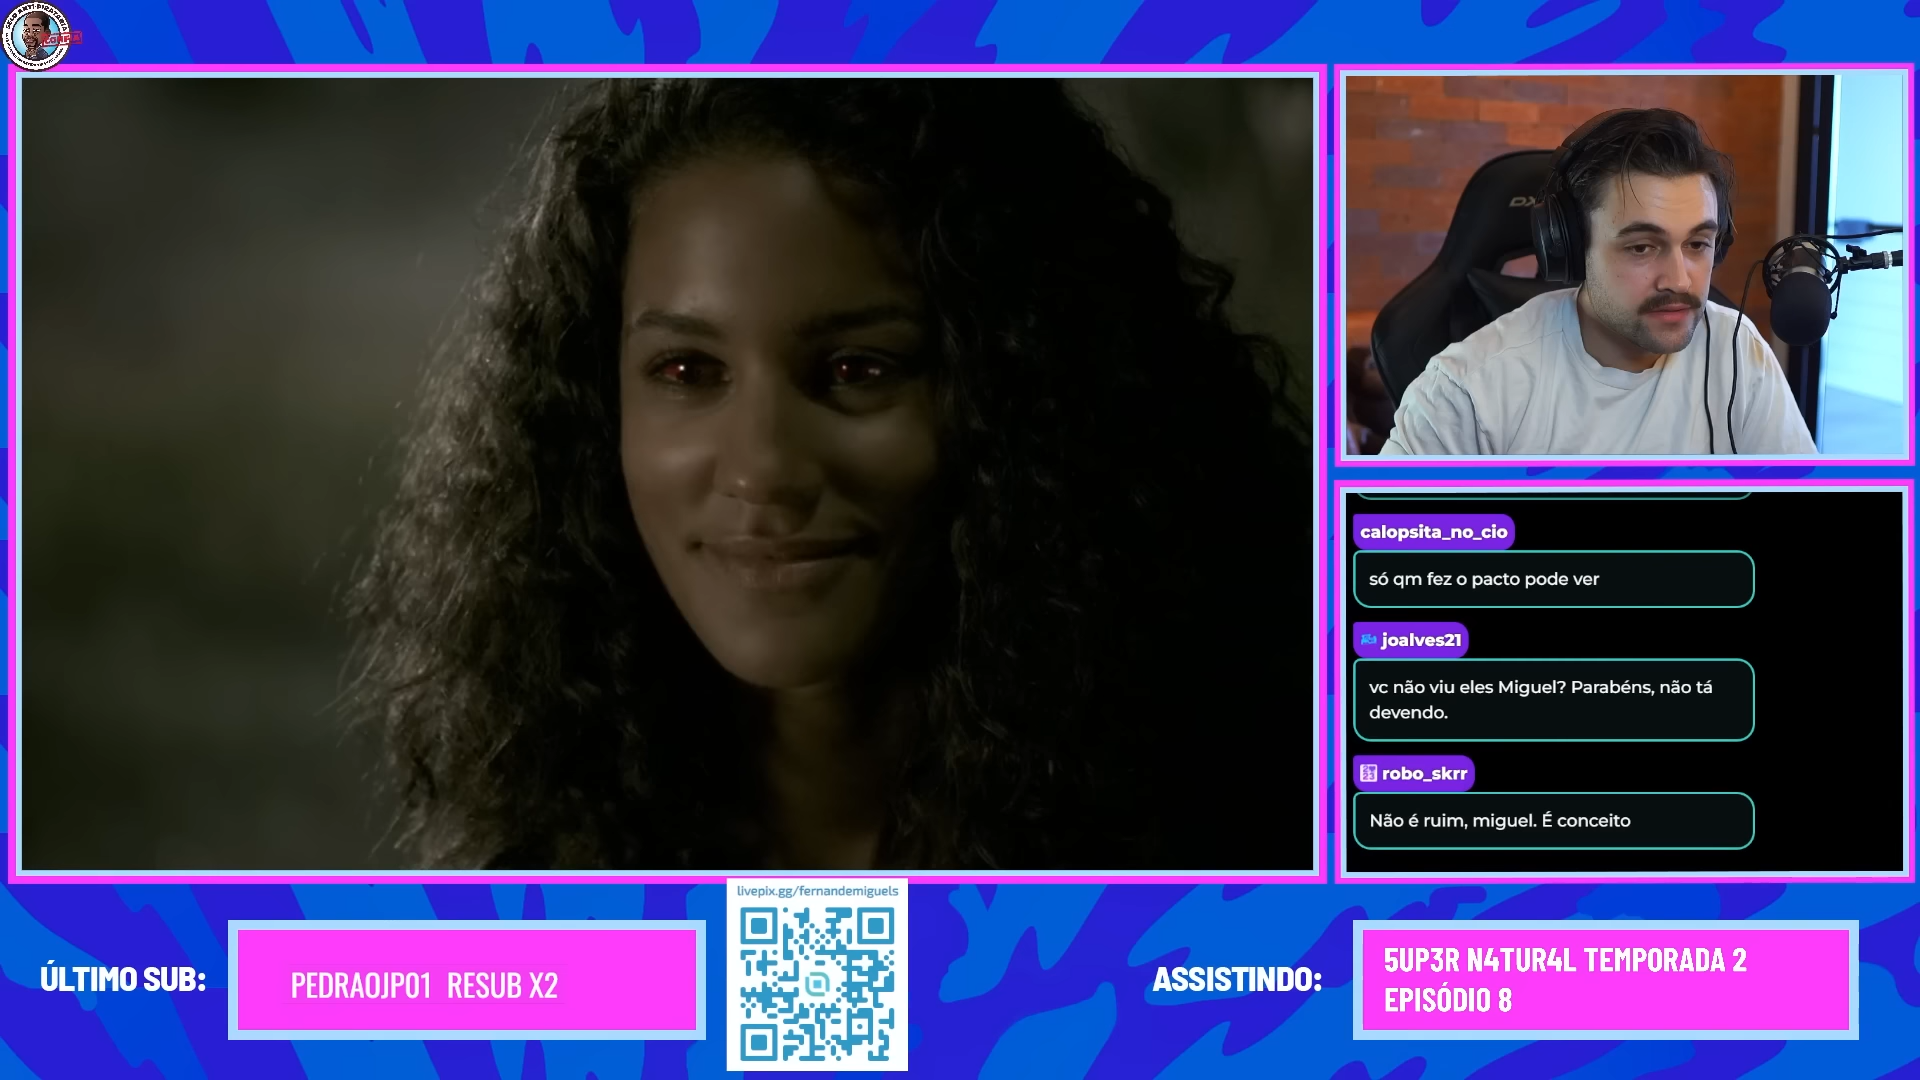 calopsita_no_cio
só qm fez o pacto pode ver
joalves21
vc não viu eles Miguel? Parabéns, não tá
devendo.
robo_skrr
Não é ruim, miguel. É conceito
livepix.gg/fernandemiguels
ÚLTIMO SUB:
PEDRAOJP01 RESUB X2
ASSISTINDO:
5UP3R N4TUR4L TEMPORADA 2
EPISÓDIO 8